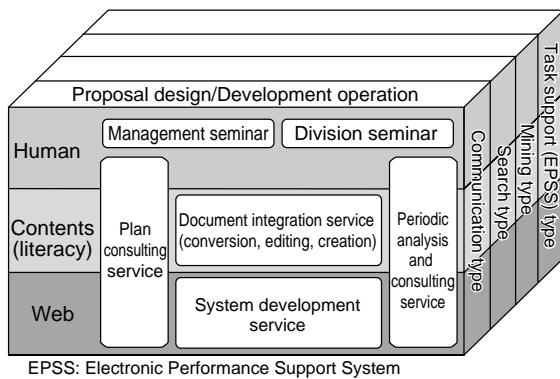 Proposal design/Development operation
Human
Management seminar
Division seminar
Contents
(literacy)
Plan
consulting
service
Document integration service
(conversion, editing, creation)
Periodic
analysis
and
consulting
service
Web
System development
service
Communication type
Search type
Mining type
Task support (EPSS) type
EPSS: Electronic Performance Support System